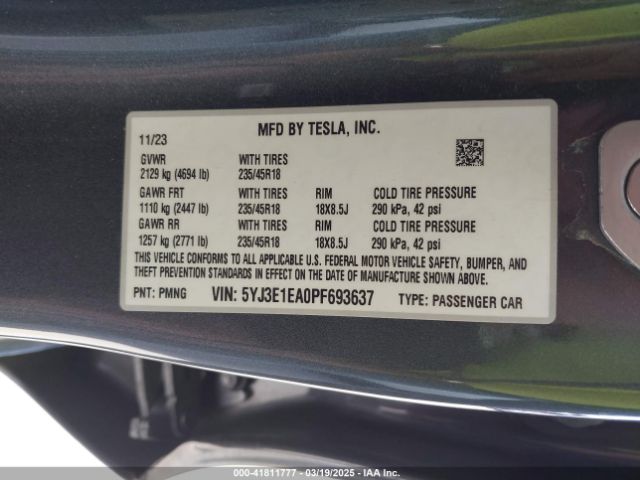 MFD BY TESLA, INC.
11/23
GVWR WITH TIRES
2129 kg (4694 lb) 235/45R18
GAWR FRT WITH TIRES RIM COLD TIRE PRESSURE
1110 kg (2447 lb) 235/45R18 18X8.5J 290 kPa, 42 psi
GAWR RR WITH TIRES RIM COLD TIRE PRESSURE
1257 kg (2771 lb) 235/45R18 18X8.5J 290 kPa, 42 psi
THIS VEHICLE CONFORMS TO ALL APPLICABLE U.S. FEDERAL MOTOR VEHICLE SAFETY, BUMPER, AND
THEFT PREVENTION STANDARDS IN EFFECT ON THE DATE OF MANUFACTURE SHOWN ABOVE.
PNT: PMNG VIN: 5YJ3E1EA0PF693637 TYPE: PASSENGER CAR
000-41811777 - 03/19/2025 - IAA Inc.